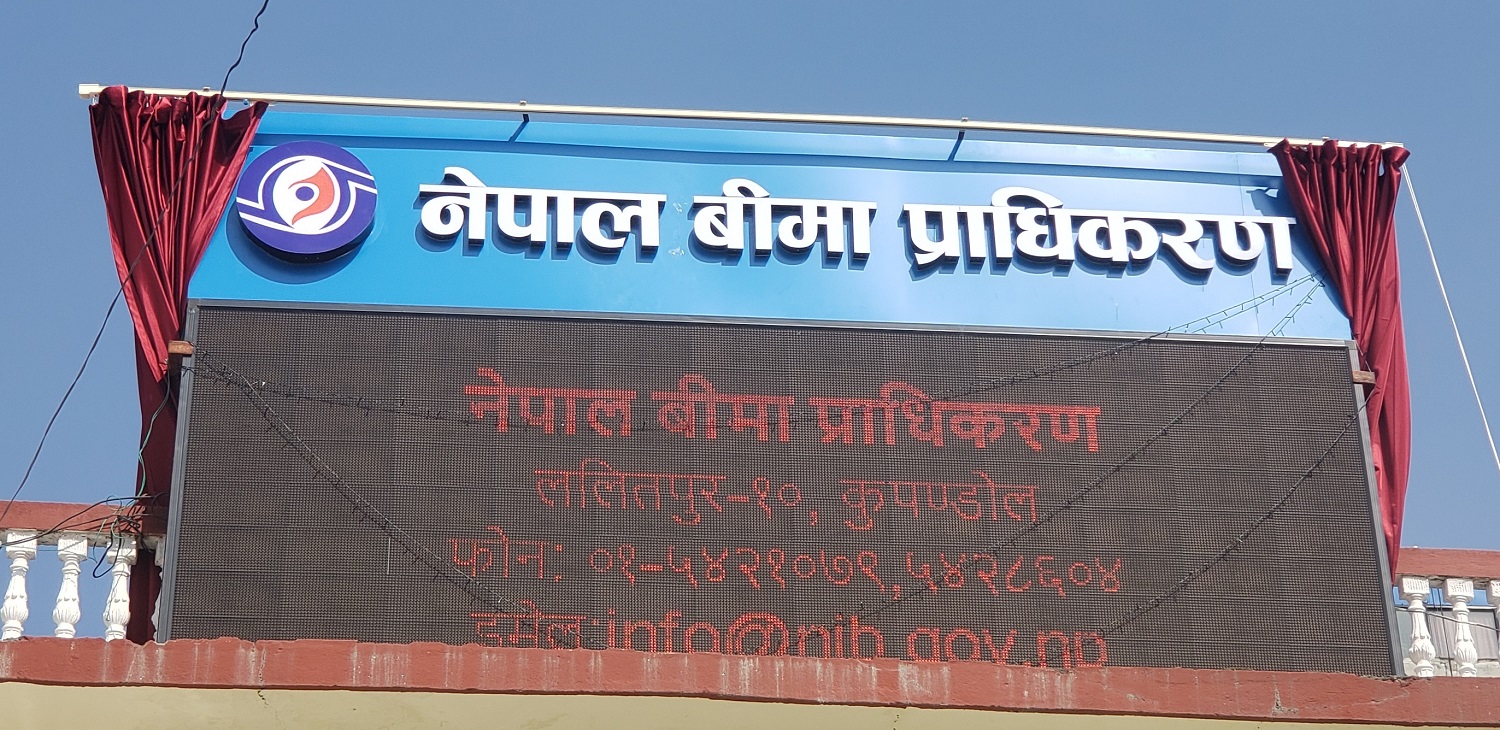 नेपाल बीमा प्राधिकरण
नेपाल बीमा प्राधिकरण
ललितपुर-१०, कुपण्डोल
फोन: ०१-५४२१०७९,५४२८६०४
इमेल:info@nib.gov.np